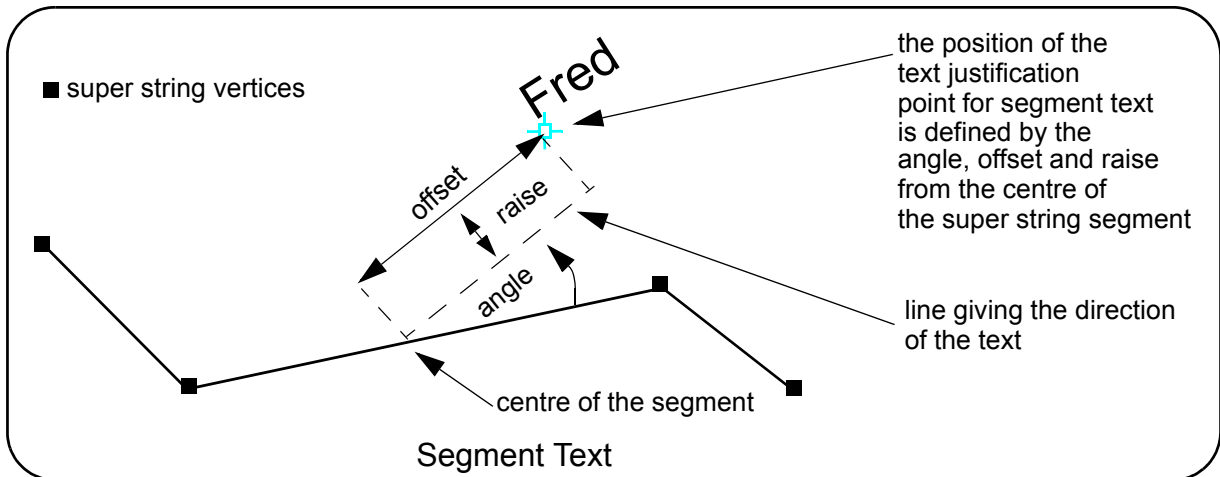 super string vertices
Fred
the position of the
text justification
point for segment text
is defined by the
angle, offset and raise
from the centre of
the super string segment
offset
raise
angle
line giving the direction
of the text
centre of the segment
Segment Text